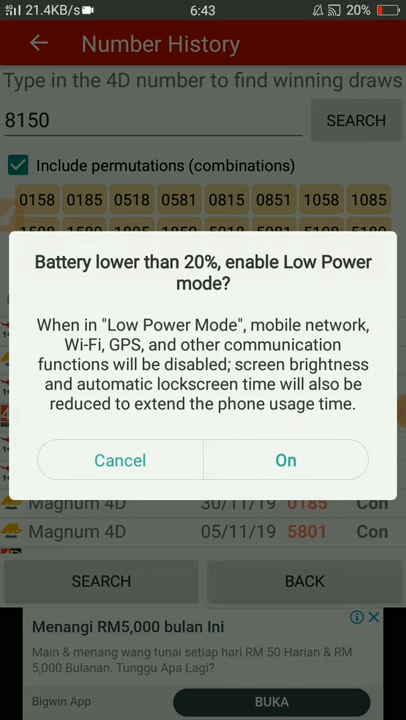 21.4KB/s 6:43 20%
Number History
Type in the 4D number to find winning draws
8150 SEARCH
Include permutations (combinations)
0158 0185 0518 0581 0815 0851 1058 1085
Battery lower than 20%, enable Low Power
mode?
When in "Low Power Mode", mobile network,
Wi-Fi, GPS, and other communication
functions will be disabled; screen brightness
and automatic lockscreen time will also be
reduced to extend the phone usage time.
Cancel On
Magnum 4D 30/11/19 0185 Con
Magnum 4D 05/11/19 5801 Con
SEARCH BACK
Menangi RM5,000 bulan Ini
Main & menang wang tunai setiap hari RM 50 Harian & RM
5,000 Bulanan. Tunggu Apa Lagi?
Bigwin App BUKA